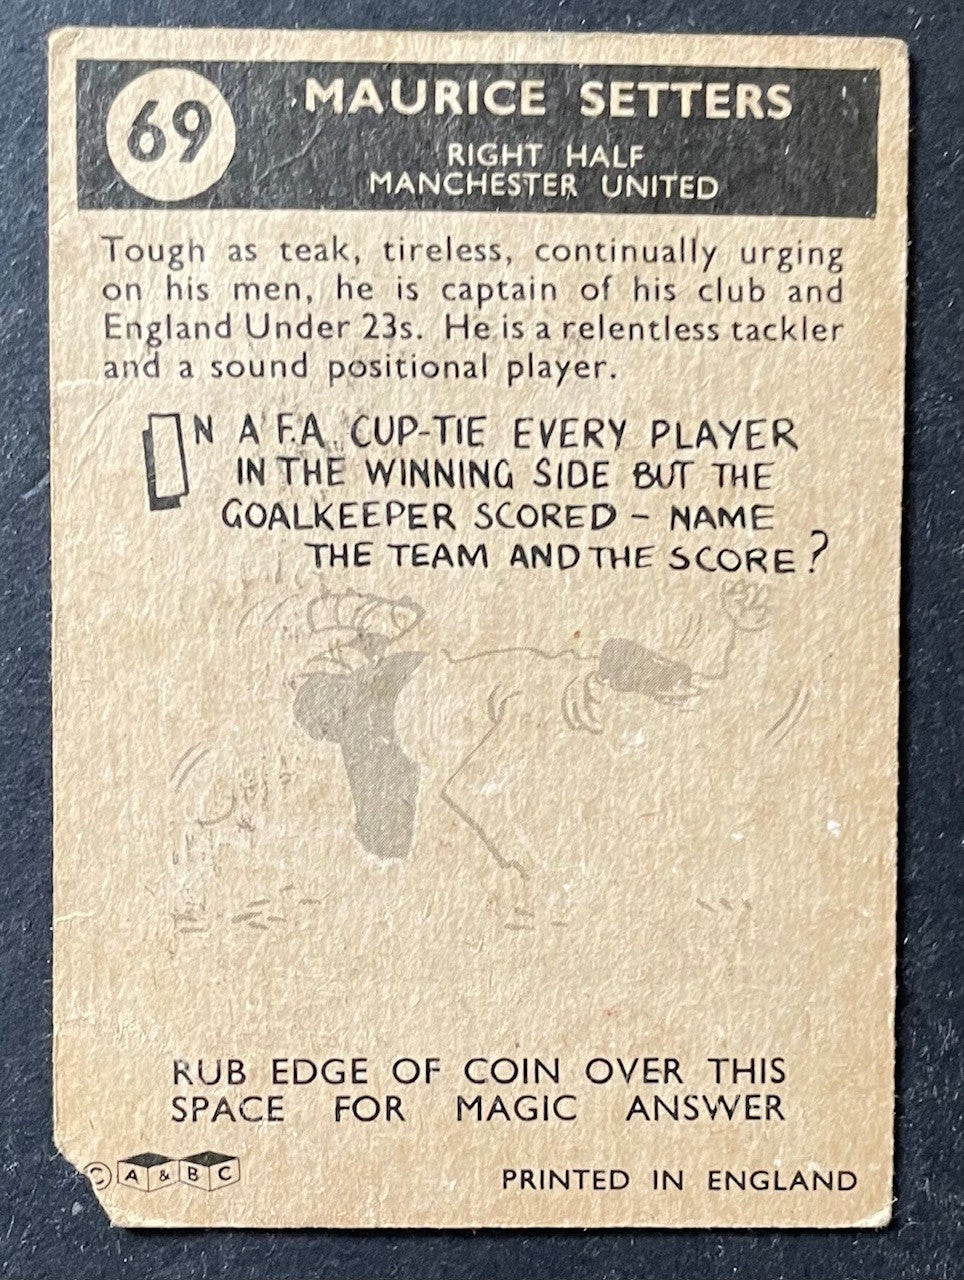 69
MAURICE SETTERS
RIGHT HALF
MANCHESTER UNITED
Tough as teak, tireless, continually urging
on his men, he is captain of his club and
England Under 23s. He is a relentless tackler
and a sound positional player.
IN A F.A. CUP-TIE EVERY PLAYER
IN THE WINNING SIDE BUT THE
GOALKEEPER SCORED – NAME
THE TEAM AND THE SCORE?
RUB EDGE OF COIN OVER THIS
SPACE FOR MAGIC ANSWER
© A & B C
PRINTED IN ENGLAND